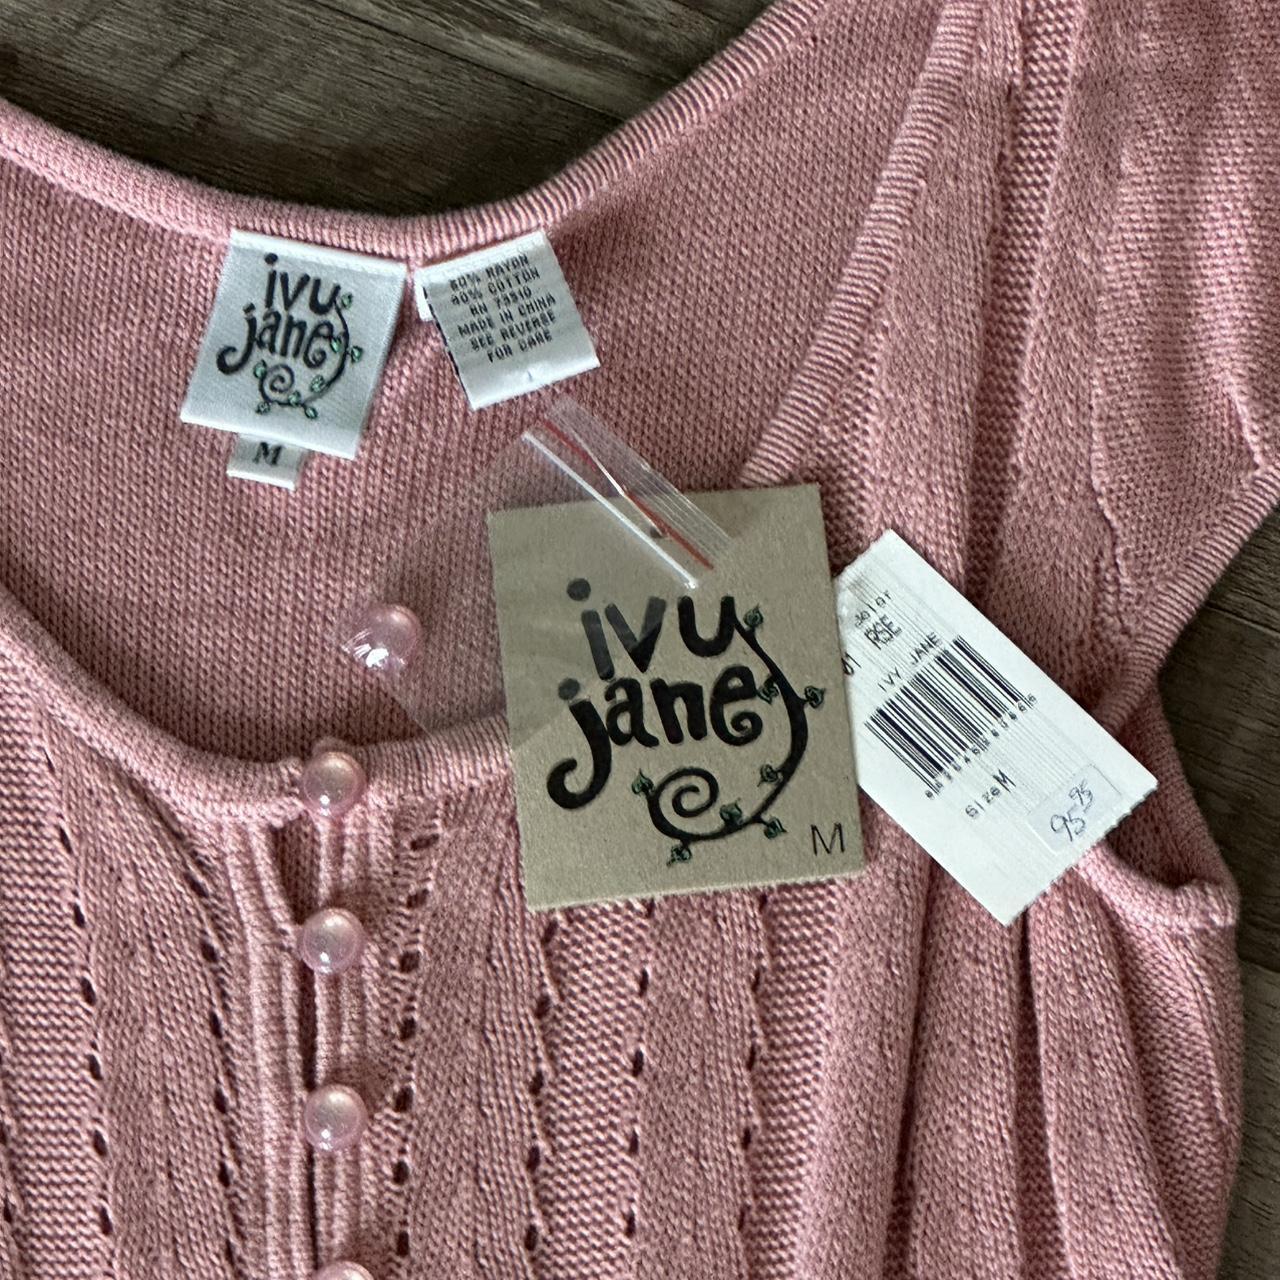 ivy
jane
M
60% RAYON
40% COTTON
RN 73510
MADE IN CHINA
SEE REVERSE
FOR CARE
ivy
jane
M
color
RSE
IVY JANE
size M
95.95